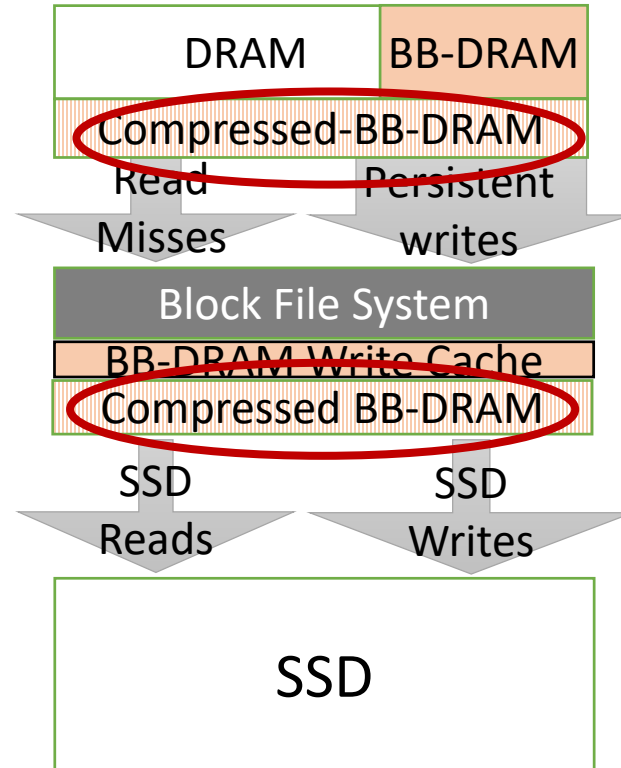 DRAM BB-DRAM
Compressed-BB-DRAM
Read Persistent
Misses writes
Block File System
BB-DRAM Write Cache
Compressed BB-DRAM
SSD SSD
Reads Writes
SSD